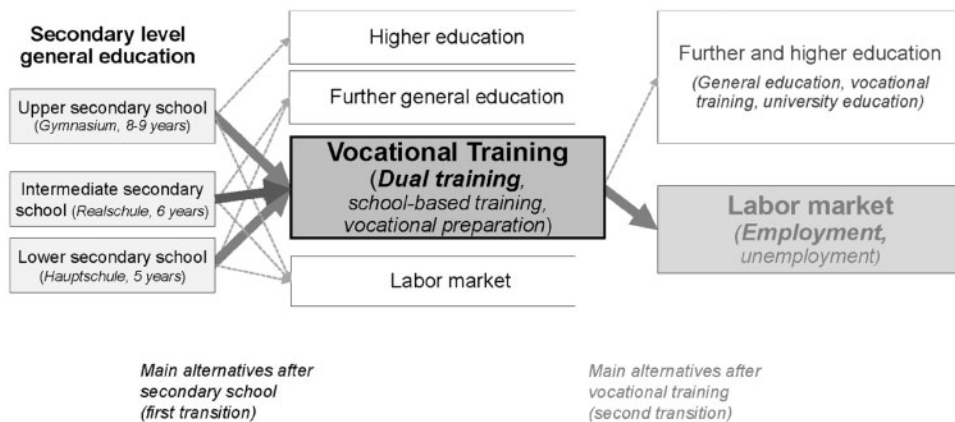 Secondary level
general education
Upper secondary school
(Gymnasium, 8-9 years)
Intermediate secondary
school (Realschule, 6 years)
Lower secondary school
(Hauptschule, 5 years)
Higher education
Further general education
Vocational Training
(Dual training,
school-based training,
vocational preparation)
Labor market
Further and higher education
(General education, vocational
training, university education)
Labor market
(Employment,
unemployment)
Main alternatives after
secondary school
(first transition)
Main alternatives after
vocational training
(second transition)